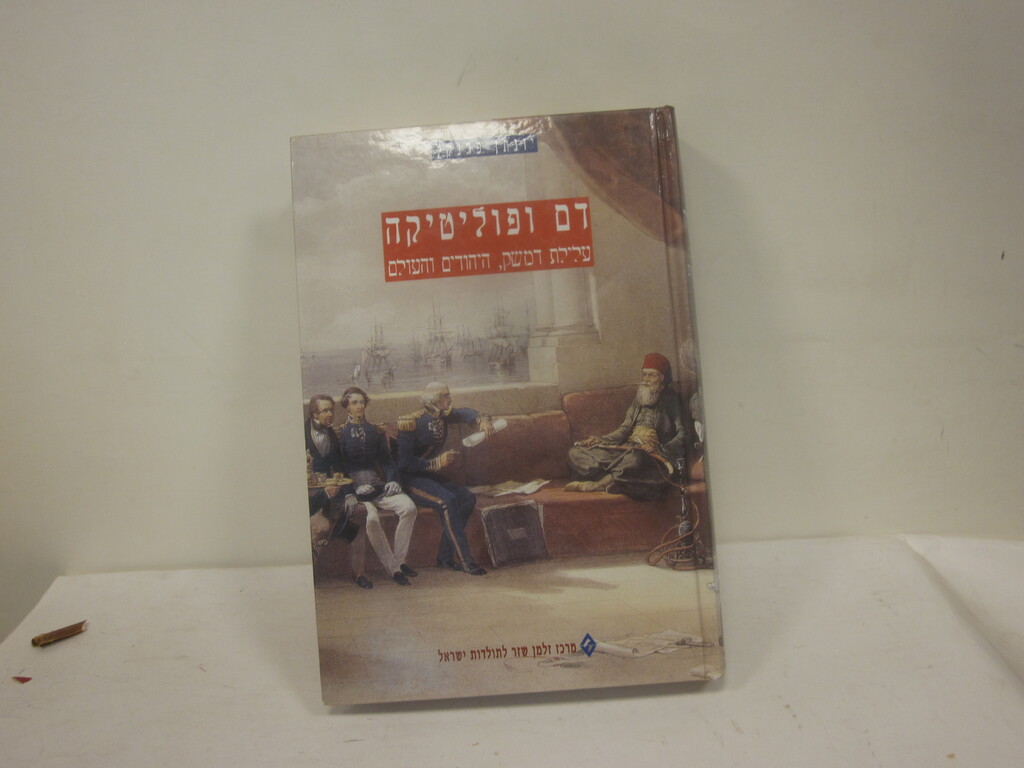 דם ופוליטיקה
עלילת דמשק, היהודים והעולם
מרכז זלמן שזר לתולדות ישראל